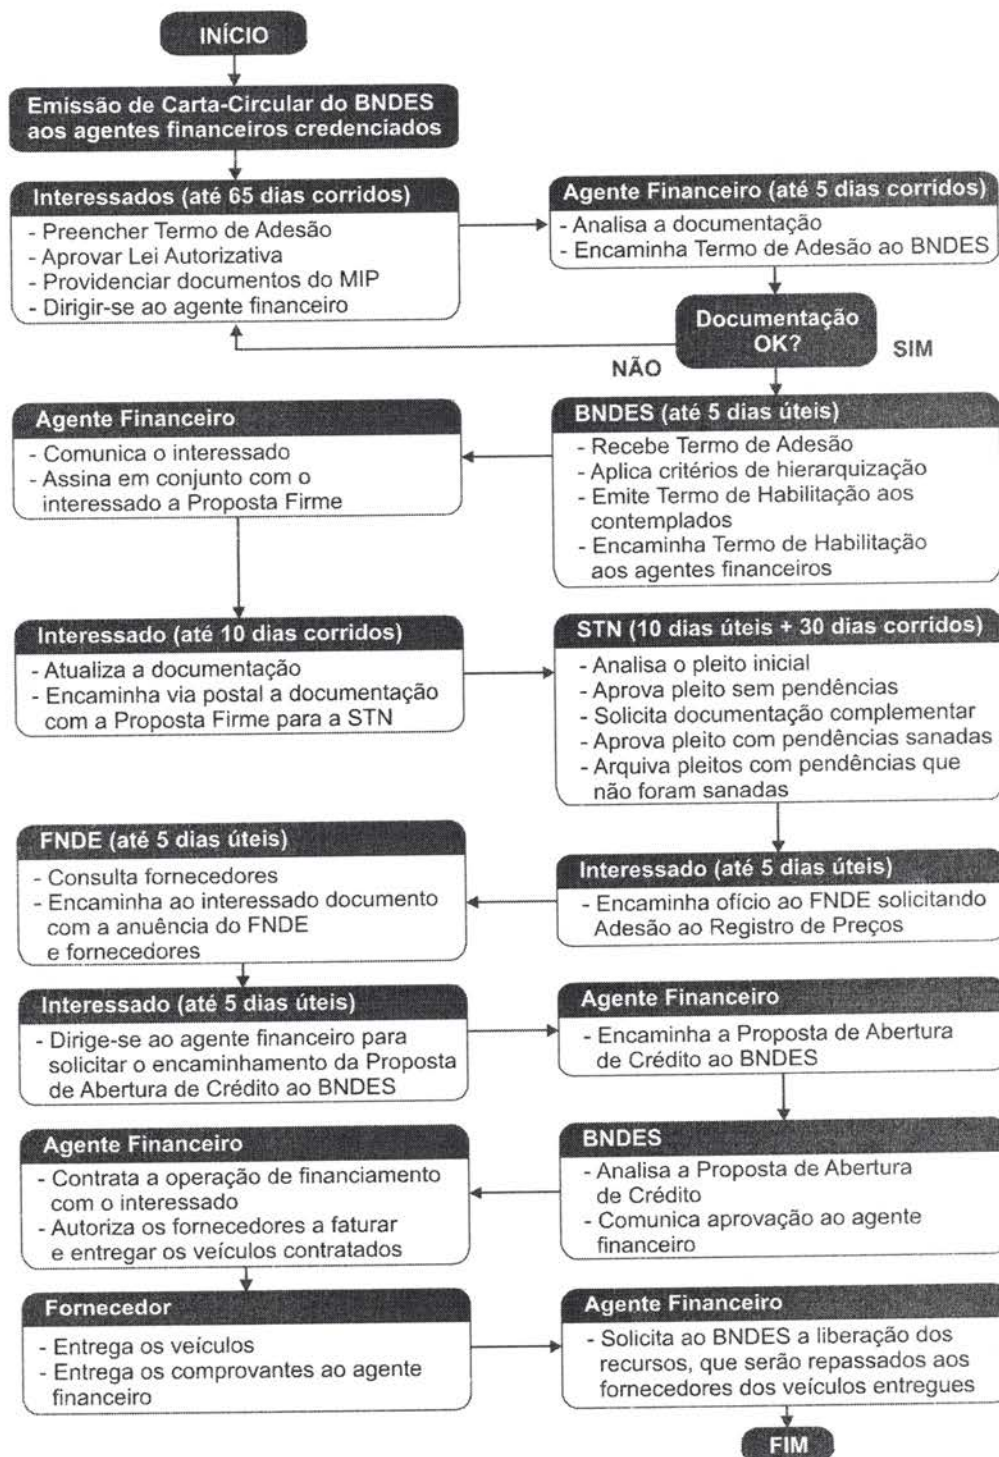 INÍCIO
Emissão de Carta-Circular do BNDES
aos agentes financeiros credenciados
Interessados (até 65 dias corridos)
- Preencher Termo de Adesão
- Aprovar Lei Autorizativa
- Providenciar documentos do MIP
- Dirigir-se ao agente financeiro
Agente Financeiro (até 5 dias corridos)
- Analisa a documentação
- Encaminha Termo de Adesão ao BNDES
Documentação
OK?
NÃO
SIM
BNDES (até 5 dias úteis)
- Recebe Termo de Adesão
- Aplica critérios de hierarquização
- Emite Termo de Habilitação aos
contemplados
- Encaminha Termo de Habilitação
aos agentes financeiros
Agente Financeiro
- Comunica o interessado
- Assina em conjunto com o
interessado a Proposta Firme
Interessado (até 10 dias corridos)
- Atualiza a documentação
- Encaminha via postal a documentação
com a Proposta Firme para a STN
STN (10 dias úteis + 30 dias corridos)
- Analisa o pleito inicial
- Aprova pleito sem pendências
- Solicita documentação complementar
- Aprova pleito com pendências sanadas
- Arquiva pleitos com pendências que
não foram sanadas
Interessado (até 5 dias úteis)
- Encaminha ofício ao FNDE solicitando
Adesão ao Registro de Preços
FNDE (até 5 dias úteis)
- Consulta fornecedores
- Encaminha ao interessado documento
com a anuência do FNDE
e fornecedores
Interessado (até 5 dias úteis)
- Dirige-se ao agente financeiro para
solicitar o encaminhamento da Proposta
de Abertura de Crédito ao BNDES
Agente Financeiro
- Encaminha a Proposta de Abertura
de Crédito ao BNDES
BNDES
- Analisa a Proposta de Abertura
de Crédito
- Comunica aprovação ao agente
financeiro
Agente Financeiro
- Contrata a operação de financiamento
com o interessado
- Autoriza os fornecedores a faturar
e entregar os veículos contratados
Fornecedor
- Entrega os veículos
- Entrega os comprovantes ao agente
financeiro
Agente Financeiro
- Solicita ao BNDES a liberação dos
recursos, que serão repassados aos
fornecedores dos veículos entregues
FIM